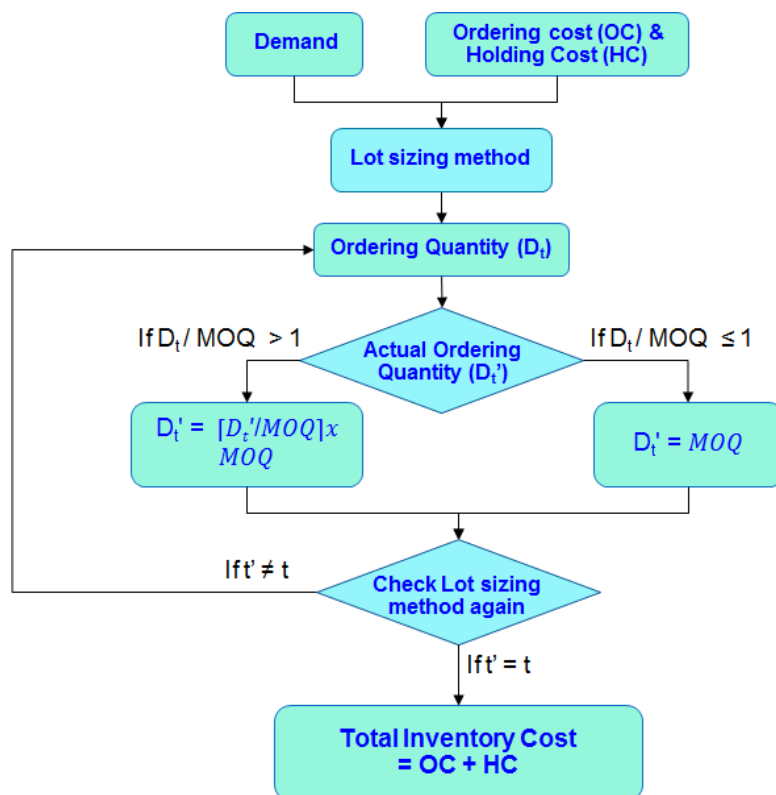 Demand
Ordering cost (OC) &
Holding Cost (HC)
Lot sizing method
Ordering Quantity (Dₜ)
If Dₜ / MOQ > 1
If Dₜ / MOQ ≤ 1
Actual Ordering
Quantity (Dₜ’)
Dₜ' = ⌈Dₜ'/MOQ⌉x
MOQ
Dₜ' = MOQ
If t’ ≠ t
Check Lot sizing
method again
If t’ = t
Total Inventory Cost
= OC + HC